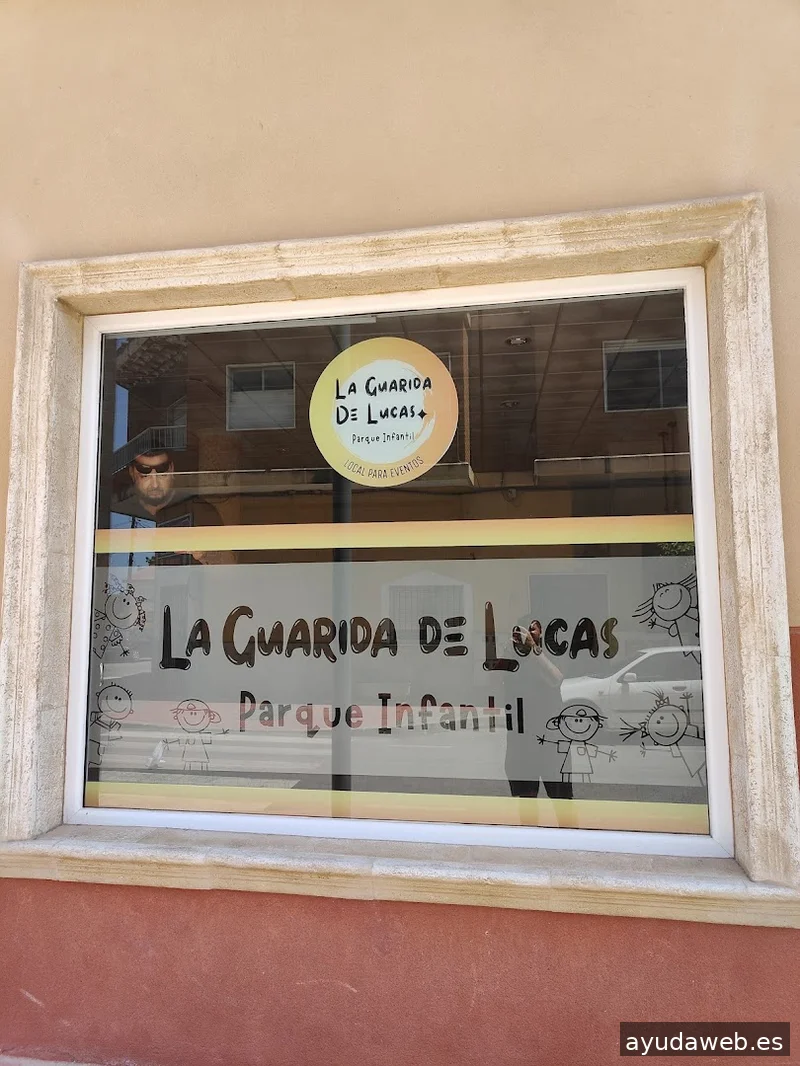 La Guarida
De Lucas
Parque Infantil
LOCAL PARA EVENTOS
La Guarida de Lucas
Parque Infantil
ayudaweb.es